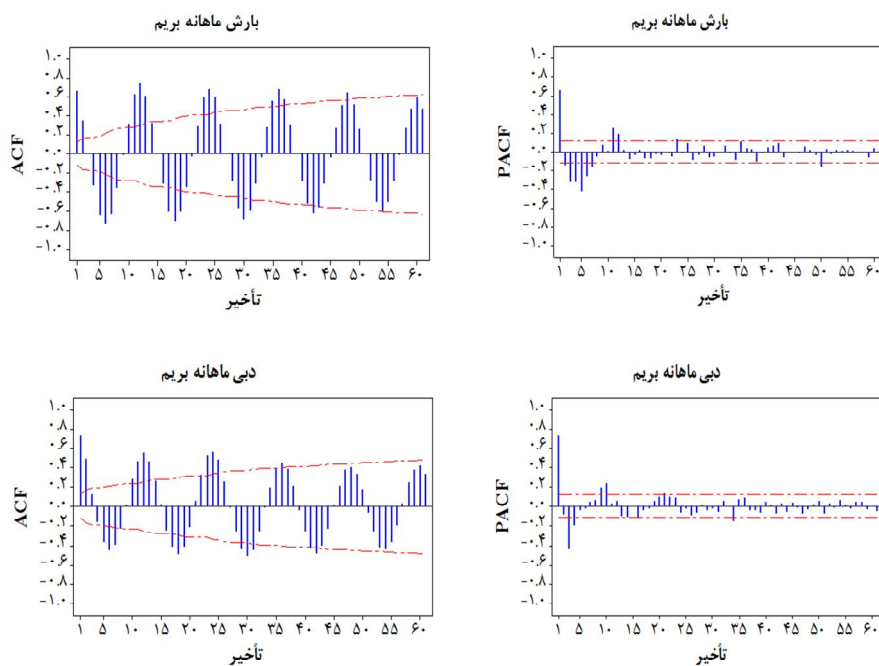 بارش ماهانه بریم
ACF
۱.۰
۰.۸
۰.۶
۰.۴
۰.۲
۰.۰
-۰.۲
-۰.۴
-۰.۶
-۰.۸
-۱.۰
۱ ۵ ۱۰ ۱۵ ۲۰ ۲۵ ۳۰ ۳۵ ۴۰ ۴۵ ۵۰ ۵۵ ۶۰
تأخیر
بارش ماهانه بریم
PACF
۱.۰
۰.۸
۰.۶
۰.۴
۰.۲
۰.۰
-۰.۲
-۰.۴
-۰.۶
-۰.۸
-۱.۰
۱ ۵ ۱۰ ۱۵ ۲۰ ۲۵ ۳۰ ۳۵ ۴۰ ۴۵ ۵۰ ۵۵ ۶۰
تأخیر
دبی ماهانه بریم
ACF
۱.۰
۰.۸
۰.۶
۰.۴
۰.۲
۰.۰
-۰.۲
-۰.۴
-۰.۶
-۰.۸
-۱.۰
۱ ۵ ۱۰ ۱۵ ۲۰ ۲۵ ۳۰ ۳۵ ۴۰ ۴۵ ۵۰ ۵۵ ۶۰
تأخیر
دبی ماهانه بریم
PACF
۱.۰
۰.۸
۰.۶
۰.۴
۰.۲
۰.۰
-۰.۲
-۰.۴
-۰.۶
-۰.۸
-۱.۰
۱ ۵ ۱۰ ۱۵ ۲۰ ۲۵ ۳۰ ۳۵ ۴۰ ۴۵ ۵۰ ۵۵ ۶۰
تأخیر